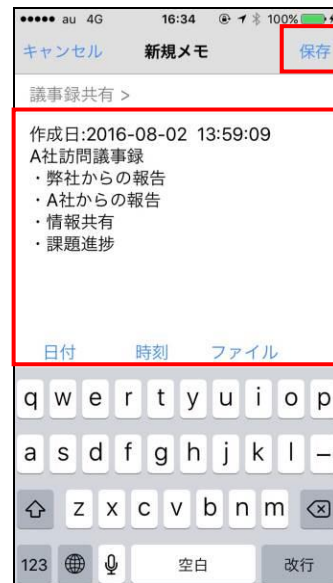 ●●●●● au 4G 16:34 100%
キャンセル 新規メモ 保存
議事録共有 >
作成日:2016-08-02 13:59:09
A社訪問議事録
・弊社からの報告
・A社からの報告
・情報共有
・課題進捗
日付 時刻 ファイル
q w e r t y u i o p
a s d f g h j k l ー
z x c v b n m
123 空白 改行